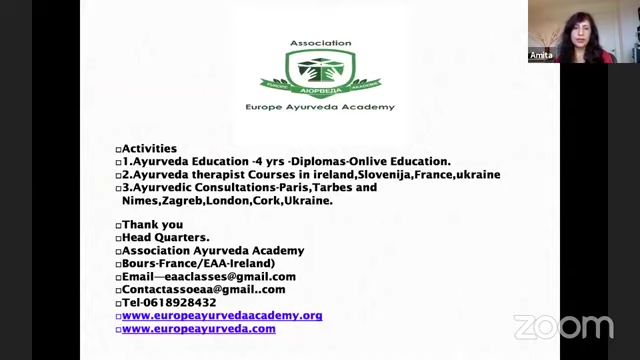 Association
EUROPE АЮРВЕДА AKADEMIE
Europe Ayurveda Academy
Amita
□Activities
□1.Ayurveda Education -4 yrs -Diplomas-Onlive Education.
□2.Ayurveda therapist Courses in ireland,Slovenija,France,ukraine
□3.Ayurvedic Consultations-Paris,Tarbes and
Nimes,Zagreb,London,Cork,Ukraine.
□Thank you
□Head Quarters.
□Association Ayurveda Academy
□Bours-France/EAA-Ireland)
□Email—eaaclasses@gmail.com
□Contactassoeaa@gmail..com
□Tel-0618928432
□www.europeayurvedaacademy.org
□www.europeayurveda.com
zoom